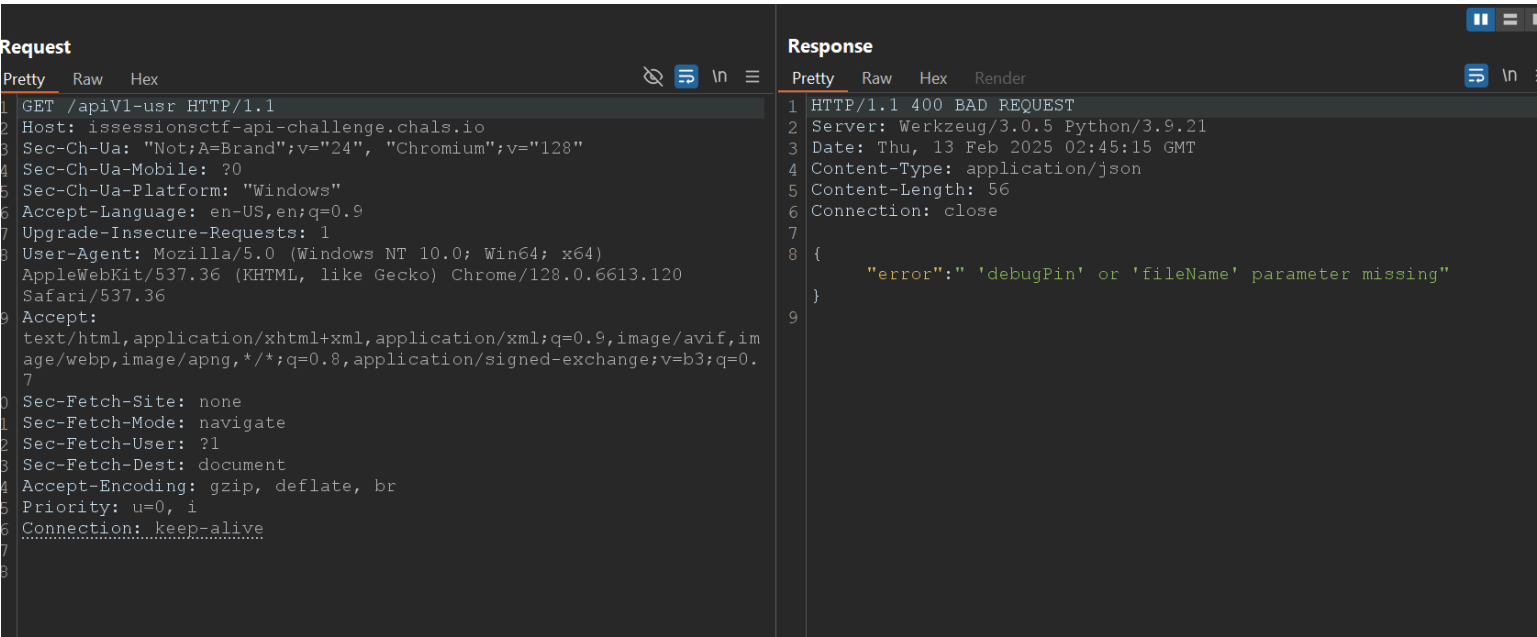 Request
Pretty Raw Hex
\n
1 GET /apiV1-usr HTTP/1.1
2 Host: issessionsctf-api-challenge.chals.io
3 Sec-Ch-Ua: "Not;A=Brand";v="24", "Chromium";v="128"
4 Sec-Ch-Ua-Mobile: ?0
5 Sec-Ch-Ua-Platform: "Windows"
6 Accept-Language: en-US,en;q=0.9
7 Upgrade-Insecure-Requests: 1
8 User-Agent: Mozilla/5.0 (Windows NT 10.0; Win64; x64)
AppleWebKit/537.36 (KHTML, like Gecko) Chrome/128.0.6613.120
Safari/537.36
9 Accept:
text/html,application/xhtml+xml,application/xml;q=0.9,image/avif,im
age/webp,image/apng,*/*;q=0.8,application/signed-exchange;v=b3;q=0.
7
0 Sec-Fetch-Site: none
1 Sec-Fetch-Mode: navigate
2 Sec-Fetch-User: ?1
3 Sec-Fetch-Dest: document
4 Accept-Encoding: gzip, deflate, br
5 Priority: u=0, i
6 Connection: keep-alive
7
8
Response
Pretty Raw Hex Render
\n
1 HTTP/1.1 400 BAD REQUEST
2 Server: Werkzeug/3.0.5 Python/3.9.21
3 Date: Thu, 13 Feb 2025 02:45:15 GMT
4 Content-Type: application/json
5 Content-Length: 56
6 Connection: close
7
8 {
"error":" 'debugPin' or 'fileName' parameter missing"
}
9